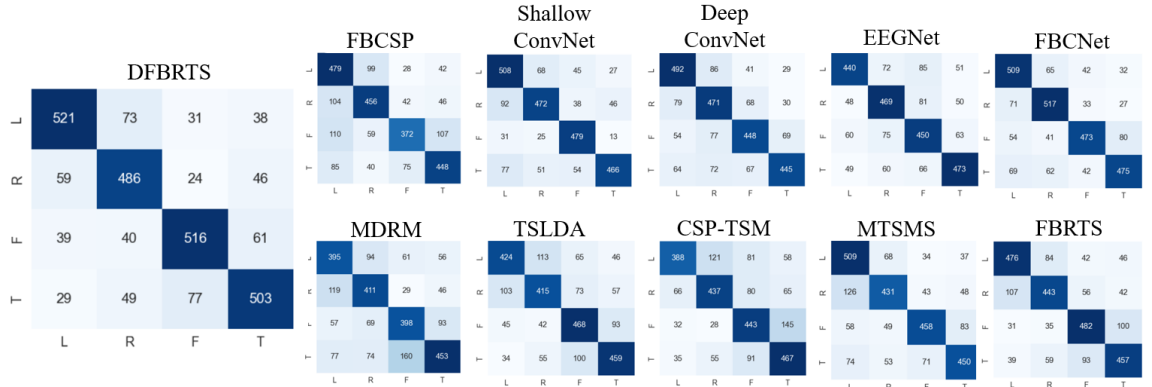 DFBRTS
L 521 73 31 38
R 59 486 24 46
F 39 40 516 61
T 29 49 77 503
L R F T
FBCSP
L 479 99 28 42
R 104 456 42 46
F 110 59 372 107
T 85 40 75 448
L R F T
Shallow
ConvNet
L 508 68 45 27
R 92 472 38 46
F 31 25 479 13
T 77 51 54 466
L R F T
Deep
ConvNet
L 492 86 41 29
R 79 471 68 30
F 54 77 448 69
T 64 72 67 445
L R F T
EEGNet
L 440 72 85 51
R 48 469 81 50
F 60 75 450 63
T 49 60 66 473
L R F T
FBCNet
L 509 65 42 32
R 71 517 33 27
F 54 41 473 80
T 69 62 42 475
L R F T
MDRM
L 395 94 61 56
R 119 411 29 46
F 57 69 398 93
T 77 74 160 453
L R F T
TSLDA
L 424 113 65 46
R 103 415 73 57
F 45 42 468 93
T 34 55 100 459
L R F T
CSP-TSM
L 388 121 81 58
R 66 437 80 65
F 32 28 443 145
T 35 55 91 467
L R F T
MTSMS
L 509 68 34 37
R 126 431 43 48
F 58 49 458 83
T 74 53 71 450
L R F T
FBRTS
L 476 84 42 46
R 107 443 56 42
F 31 35 482 100
T 39 59 93 457
L R F T